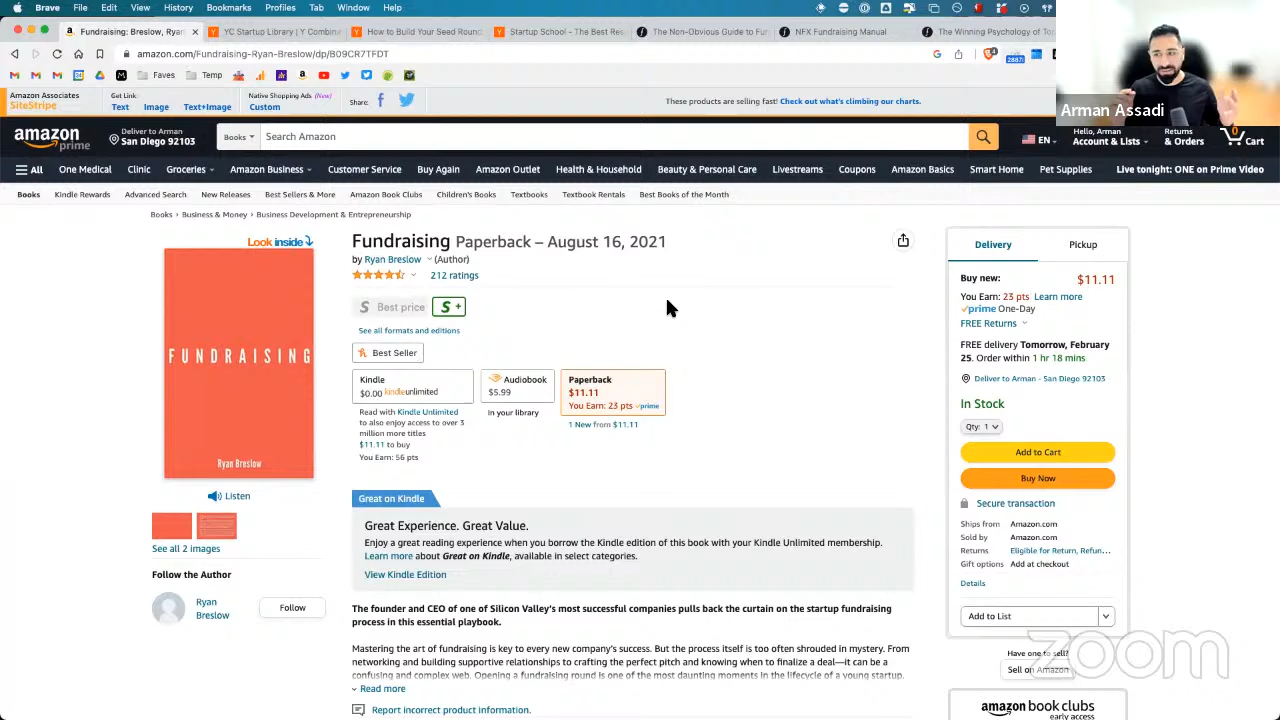 Brave File Edit View History Bookmarks Profiles Tab Window Help
Fundraising: Breslow, Ryan
YC Startup Library | Y Combin
How to Build Your Seed Round
Startup School - The Best Res
The Non-Obvious Guide to Fun
NFX Fundraising Manual
The Winning Psychology of To
amazon.com/Fundraising-Ryan-Breslow/dp/B09CR7TFDT
Faves Temp
Amazon Associates
SiteStripe
Get Link:
Text Image Text+Image
Native Shopping Ads (New)
Custom
Share:
These products are selling fast! Check out what's climbing our charts.
Arman Assadi
amazon
prime
Deliver to Arman
San Diego 92103
Books
Search Amazon
EN
Hello, Arman
Account & Lists
Returns
& Orders
0
Cart
All One Medical Clinic Groceries Amazon Business Customer Service Buy Again Amazon Outlet Health & Household Beauty & Personal Care Livestreams Coupons Amazon Basics Smart Home Pet Supplies Live tonight: ONE on Prime Video
Books Kindle Rewards Advanced Search New Releases Best Sellers & More Amazon Book Clubs Children's Books Textbooks Textbook Rentals Best Books of the Month
Books › Business & Money › Business Development & Entrepreneurship
Look inside
FUNDRAISING
Ryan Breslow
Listen
See all 2 images
Follow the Author
Ryan
Breslow
Follow
Fundraising Paperback – August 16, 2021
by Ryan Breslow (Author)
212 ratings
S Best price S +
See all formats and editions
Best Seller
Kindle
$0.00 kindleunlimited
Read with Kindle Unlimited
to also enjoy access to over 3
million more titles
$11.11 to buy
You Earn: 56 pts
Audiobook
$5.99
In your library
Paperback
$11.11
You Earn: 23 pts prime
1 New from $11.11
Great on Kindle
Great Experience. Great Value.
Enjoy a great reading experience when you borrow the Kindle edition of this book with your Kindle Unlimited membership.
Learn more about Great on Kindle, available in select categories.
View Kindle Edition
The founder and CEO of one of Silicon Valley's most successful companies pulls back the curtain on the startup fundraising
process in this essential playbook.
Mastering the art of fundraising is key to every new company's success. But the process itself is too often shrouded in mystery. From
networking and building supportive relationships to crafting the perfect pitch and knowing when to finalize a deal—it can be a
confusing and complex web. Opening a fundraising round is one of the most daunting moments in the lifecycle of a young startup.
Read more
Report incorrect product information.
Delivery Pickup
Buy new: $11.11
You Earn: 23 pts Learn more
prime One-Day
FREE Returns
FREE delivery Tomorrow, February
25. Order within 1 hr 18 mins
Deliver to Arman - San Diego 92103
In Stock
Qty: 1
Add to Cart
Buy Now
Secure transaction
Ships from Amazon.com
Sold by Amazon.com
Returns Eligible for Return, Refun...
Gift options Add at checkout
Details
Add to List
Have one to sell?
Sell on Amazon
zoom
amazon book clubs
early access